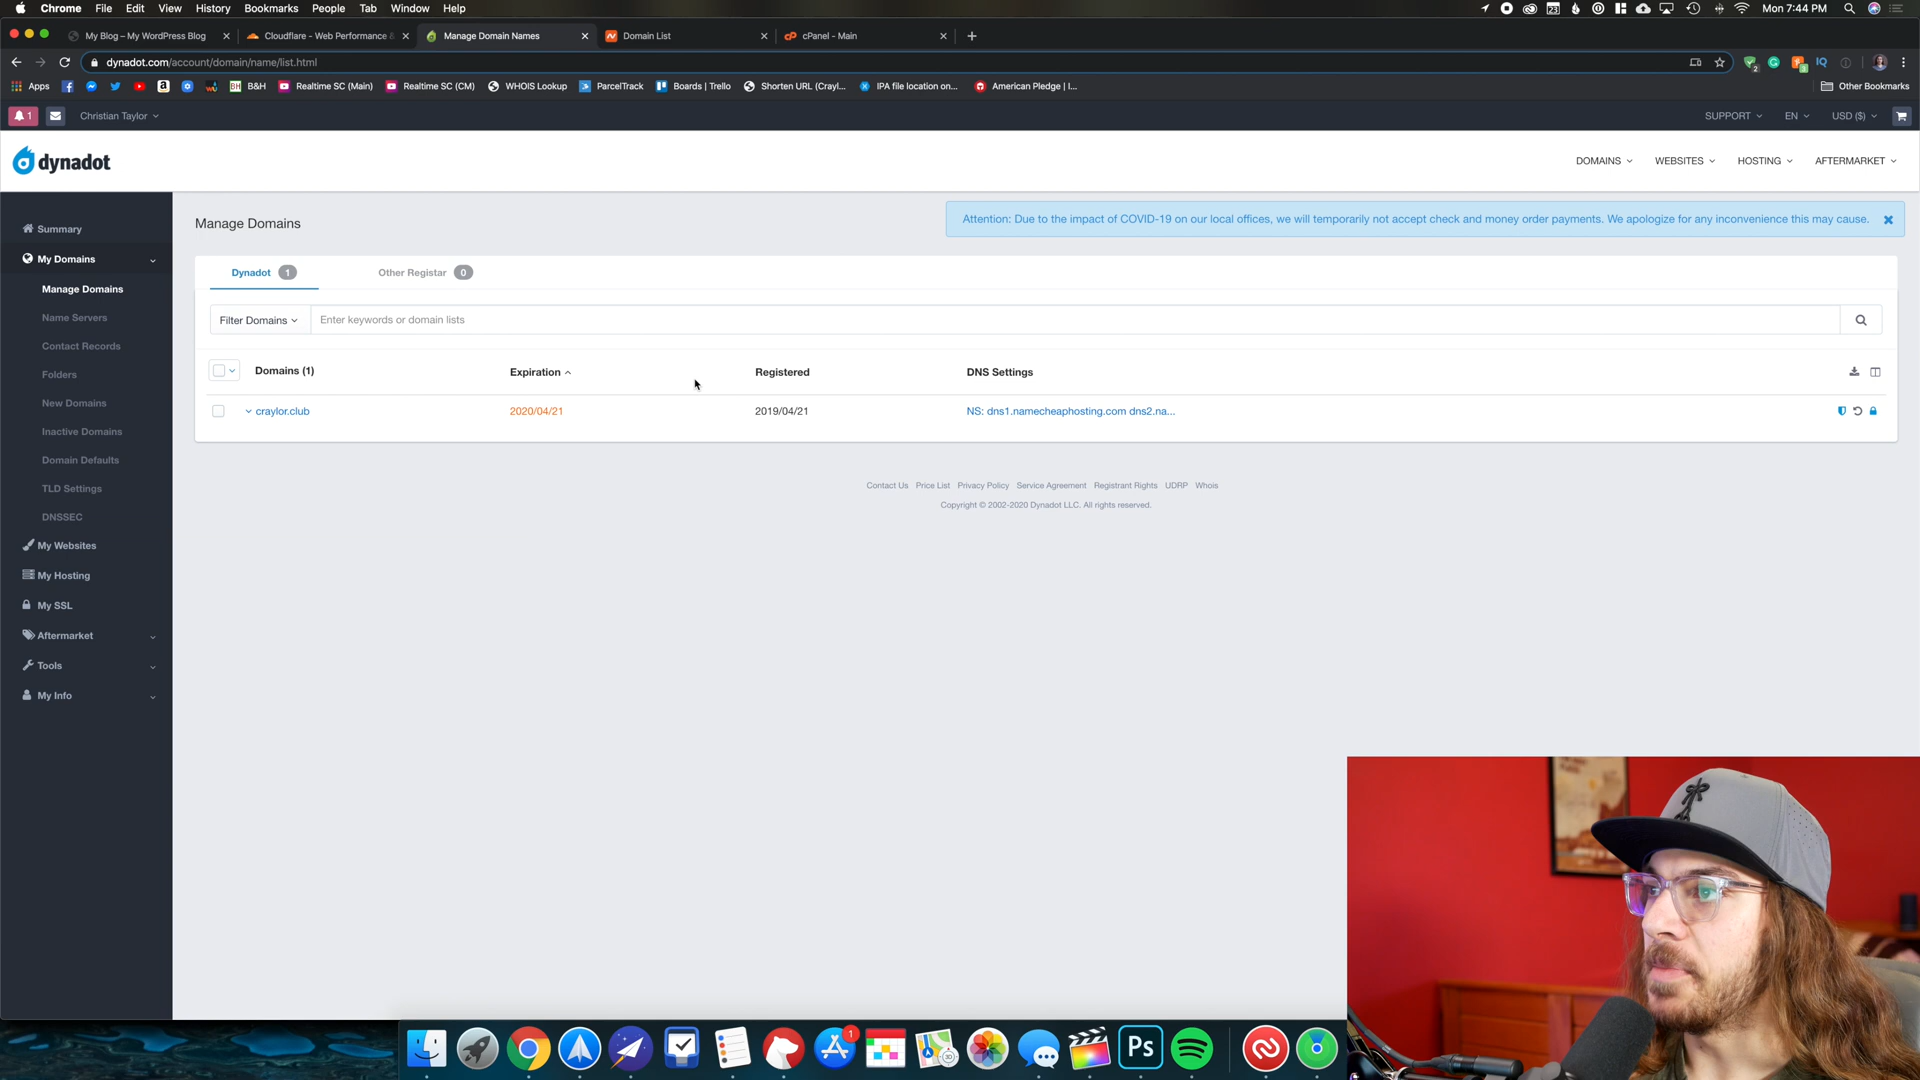 Chrome File Edit View History Bookmarks People Tab Window Help
23
Mon 7:44 PM
My Blog – My WordPress Blog
Cloudflare - Web Performance &
Manage Domain Names
Domain List
cPanel - Main
dynadot.com/account/domain/name/list.html
Apps
B&H
Realtime SC (Main)
Realtime SC (CM)
WHOIS Lookup
ParcelTrack
Boards | Trello
Shorten URL (Crayl...
IPA file location on...
American Pledge | I...
Other Bookmarks
1
Christian Taylor
SUPPORT
EN
USD ($)
dynadot
DOMAINS
WEBSITES
HOSTING
AFTERMARKET
Summary
My Domains
Manage Domains
Name Servers
Contact Records
Folders
New Domains
Inactive Domains
Domain Defaults
TLD Settings
DNSSEC
My Websites
My Hosting
My SSL
Aftermarket
Tools
My Info
Manage Domains
Attention: Due to the impact of COVID-19 on our local offices, we will temporarily not accept check and money order payments. We apologize for any inconvenience this may cause.
Dynadot 1
Other Registar 0
Filter Domains
Enter keywords or domain lists
Domains (1) Expiration Registered DNS Settings
craylor.club 2020/04/21 2019/04/21 NS: dns1.namecheaphosting.com dns2.na...
Contact Us Price List Privacy Policy Service Agreement Registrant Rights UDRP Whois
Copyright © 2002-2020 Dynadot LLC. All rights reserved.
1
Ps